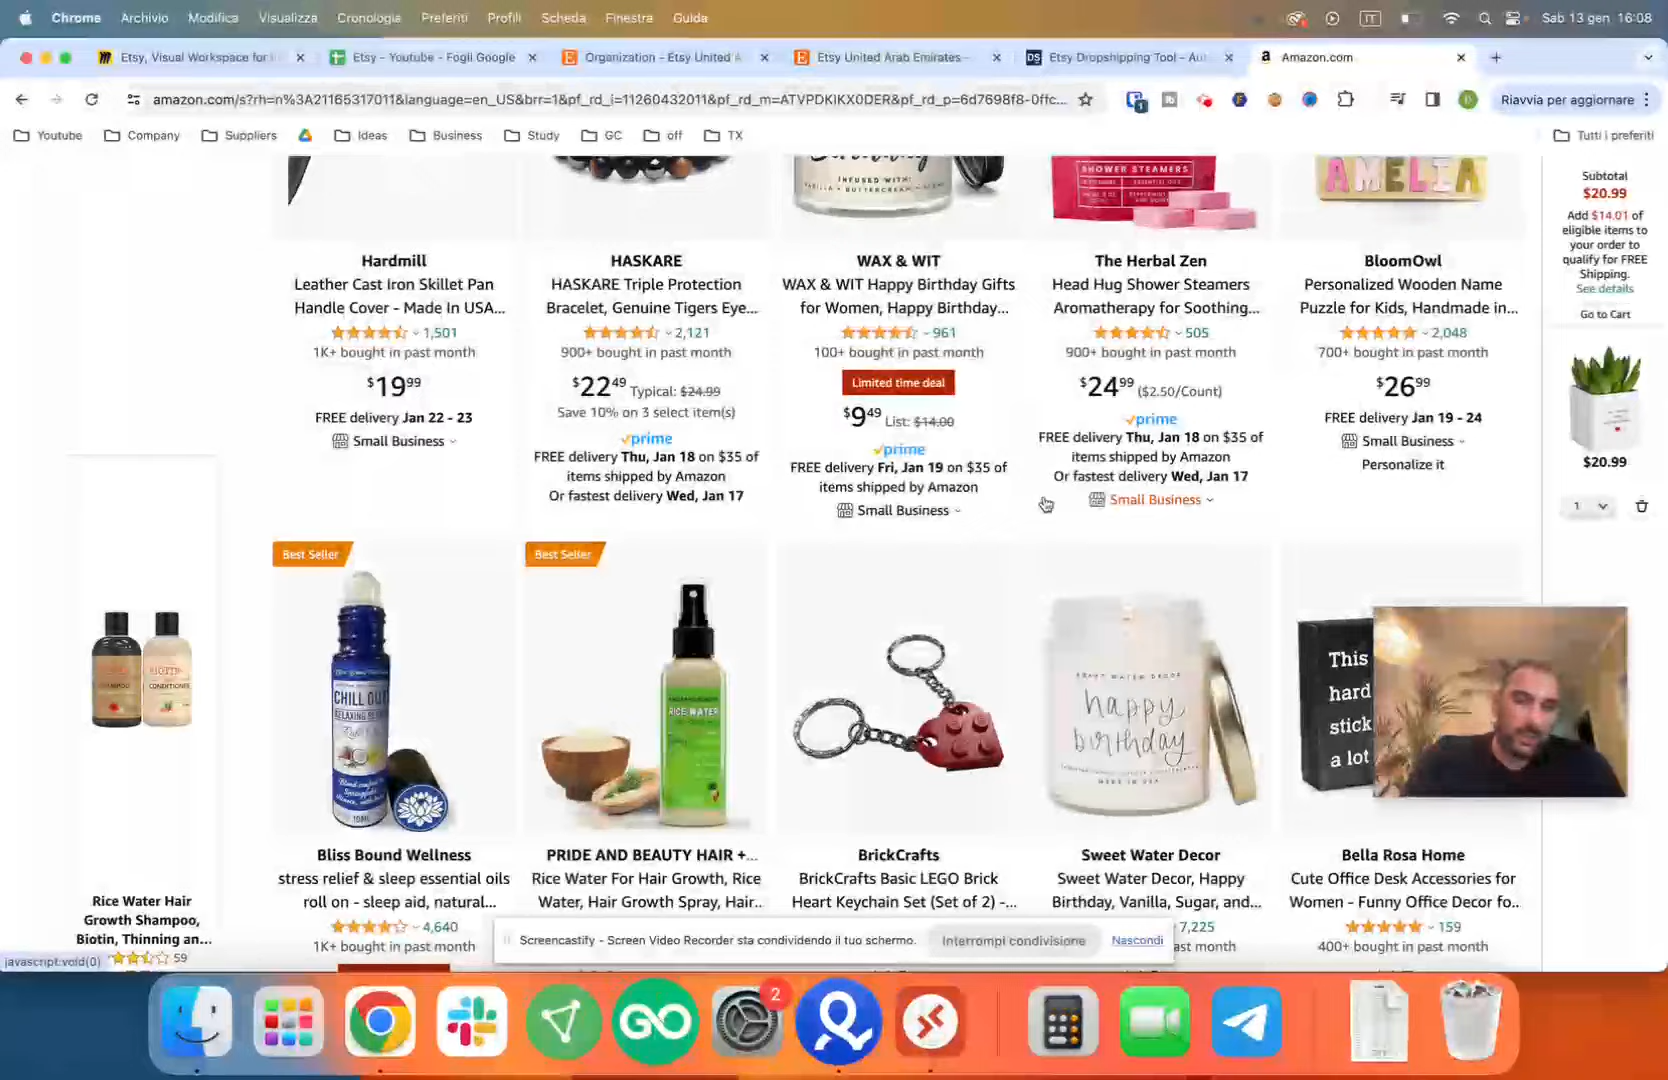 Chrome Archivio Modifica Visualizza Cronologia Preferiti Profili Scheda Finestra Guida
IT
Sab 13 gen 16:08
Etsy, Visual Workspace for
Etsy - Youtube - Fogli Google
Organization - Etsy United A
Etsy United Arab Emirates -
Etsy Dropshipping Tool - Aut
Amazon.com
amazon.com/s?rh=n%3A21165317011&language=en_US&brr=1&pf_rd_i=11260432011&pf_rd_m=ATVPDKIKX0DER&pf_rd_p=6d7698f8-0ffc...
Riavvia per aggiornare
Youtube Company Suppliers Ideas Business Study GC off TX Tutti i preferiti
INFUSED WITH:
SHOWER STEAMERS
AMELIA
Subtotal
$20.99
Add $14.01 of
eligible items to
your order to
qualify for FREE
Shipping.
See details
Go to Cart
$20.99
1
Hardmill
Leather Cast Iron Skillet Pan
Handle Cover - Made In USA...
1,501
1K+ bought in past month
$19.99
FREE delivery Jan 22 - 23
Small Business
HASKARE
HASKARE Triple Protection
Bracelet, Genuine Tigers Eye...
2,121
900+ bought in past month
$22.49 Typical: $24.99
Save 10% on 3 select item(s)
prime
FREE delivery Thu, Jan 18 on $35 of
items shipped by Amazon
Or fastest delivery Wed, Jan 17
WAX & WIT
WAX & WIT Happy Birthday Gifts
for Women, Happy Birthday...
961
100+ bought in past month
Limited time deal
$9.49 List: $14.00
prime
FREE delivery Fri, Jan 19 on $35 of
items shipped by Amazon
Small Business
The Herbal Zen
Head Hug Shower Steamers
Aromatherapy for Soothing...
505
900+ bought in past month
$24.99 ($2.50/Count)
prime
FREE delivery Thu, Jan 18 on $35 of
items shipped by Amazon
Or fastest delivery Wed, Jan 17
Small Business
BloomOwl
Personalized Wooden Name
Puzzle for Kids, Handmade in...
2,048
700+ bought in past month
$26.99
FREE delivery Jan 19 - 24
Small Business
Personalize it
Rice Water Hair
Growth Shampoo,
Biotin, Thinning an...
59
javascript:void(0)
Best Seller
CHILL OUT
Bliss Bound Wellness
stress relief & sleep essential oils
roll on - sleep aid, natural...
4,640
1K+ bought in past month
Best Seller
RICE WATER
PRIDE AND BEAUTY HAIR +...
Rice Water For Hair Growth, Rice
Water, Hair Growth Spray, Hair...
BrickCrafts
BrickCrafts Basic LEGO Brick
Heart Keychain Set (Set of 2) -...
happy
birthday
MADE IN USA
Sweet Water Decor
Sweet Water Decor, Happy
Birthday, Vanilla, Sugar, and...
7,225
This
hard
stick
a lot
Bella Rosa Home
Cute Office Desk Accessories for
Women - Funny Office Decor fo...
159
400+ bought in past month
Screencastify - Screen Video Recorder sta condividendo il tuo schermo.
Interrompi condivisione
Nascondi
2